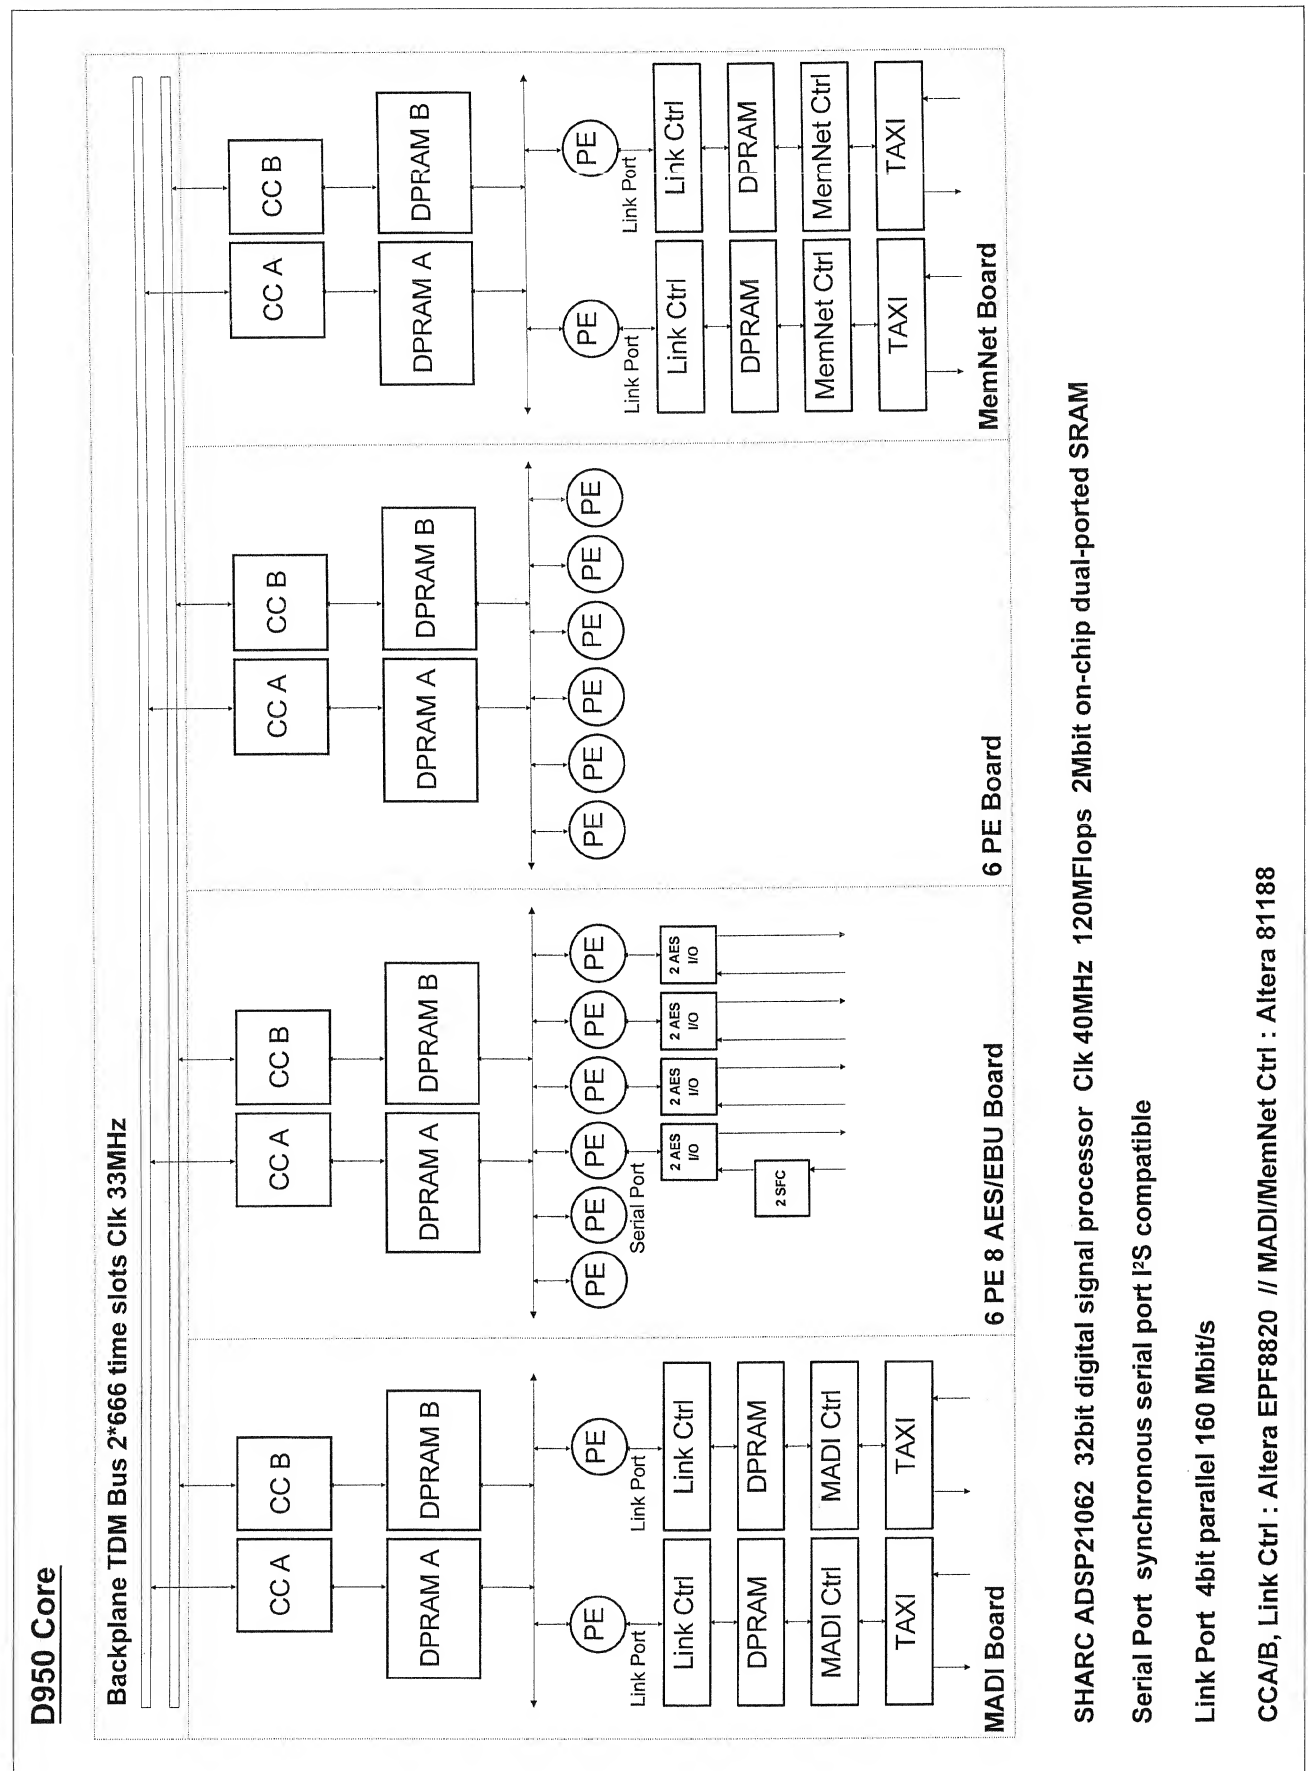 D950 Core
Backplane TDM Bus 2*666 time slots Clk 33MHz
CC A
CC B
DPRAM A
DPRAM B
PE
PE
Link Port
Link Port
Link Ctrl
Link Ctrl
DPRAM
DPRAM
MADI Ctrl
MADI Ctrl
TAXI
TAXI
MADI Board
CC A
CC B
DPRAM A
DPRAM B
PE
PE
PE
PE
PE
PE
Serial Port
2 AES
I/O
2 AES
I/O
2 AES
I/O
2 AES
I/O
2 SFC
6 PE 8 AES/EBU Board
CC A
CC B
DPRAM A
DPRAM B
PE
PE
PE
PE
PE
PE
6 PE Board
CC A
CC B
DPRAM A
DPRAM B
PE
PE
Link Port
Link Port
Link Ctrl
Link Ctrl
DPRAM
DPRAM
MemNet Ctrl
MemNet Ctrl
TAXI
TAXI
MemNet Board
SHARC ADSP21062 32bit digital signal processor Clk 40MHz 120MFlops 2Mbit on-chip dual-ported SRAM
Serial Port synchronous serial port I²S compatible
Link Port 4bit parallel 160 Mbit/s
CCA/B, Link Ctrl : Altera EPF8820 // MADI/MemNet Ctrl : Altera 81188